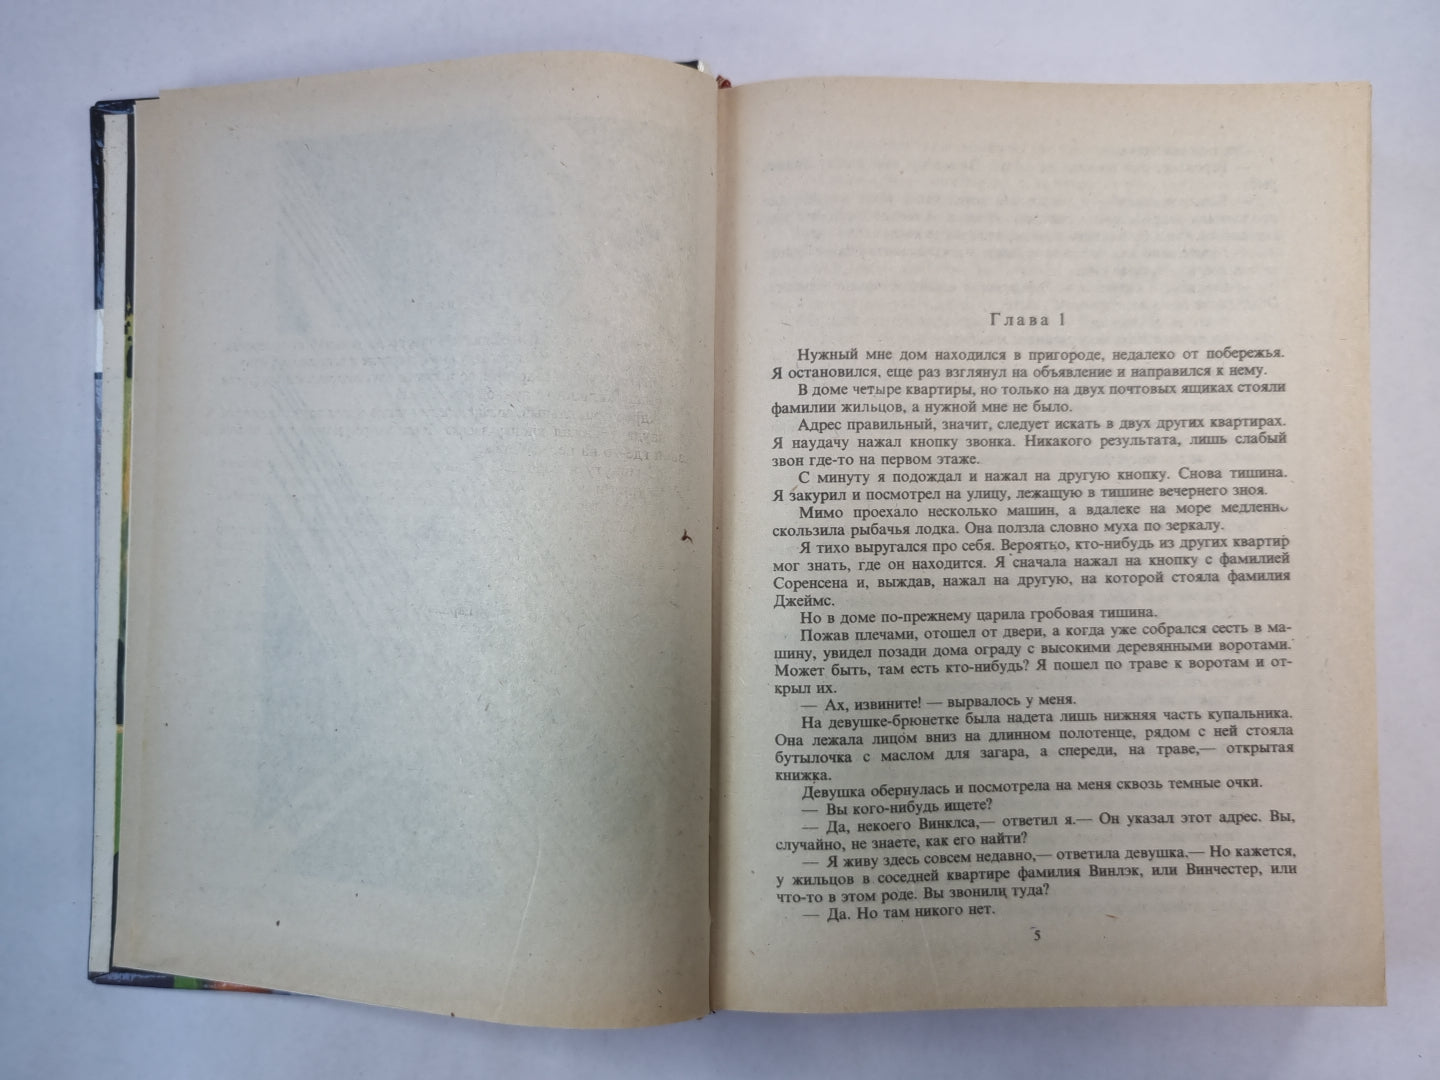 Глава 1
Нужный мне дом находился в пригороде, недалеко от побережья.
Я остановился, еще раз взглянул на объявление и направился к нему.
В доме четыре квартиры, но только на двух почтовых ящиках стояли
фамилии жильцов, а нужной мне не было.
Адрес правильный, значит, следует искать в двух других квартирах.
Я наудачу нажал кнопку звонка. Никакого результата, лишь слабый
звон где-то на первом этаже.
С минуту я подождал и нажал на другую кнопку. Снова тишина.
Я закурил и посмотрел на улицу, лежащую в тишине вечернего зноя.
Мимо проехало несколько машин, а вдалеке на море медленно
скользила рыбачья лодка. Она ползла словно муха по зеркалу.
Я тихо выругался про себя. Вероятно, кто-нибудь из других квартир
мог знать, где он находится. Я сначала нажал на кнопку с фамилией
Соренсена и, выждав, нажал на другую, на которой стояла фамилия
Джеймс.
Но в доме по-прежнему царила гробовая тишина.
Пожав плечами, отошел от двери, а когда уже собрался сесть в ма-
шину, увидел позади дома ограду с высокими деревянными воротами.
Может быть, там есть кто-нибудь? Я пошел по траве к воротам и от-
крыл их.
— Ах, извините! — вырвалось у меня.
На девушке-брюнетке была надета лишь нижняя часть купальника.
Она лежала лицом вниз на длинном полотенце, рядом с ней стояла
бутылочка с маслом для загара, а спереди, на траве,— открытая
книжка.
Девушка обернулась и посмотрела на меня сквозь темные очки.
— Вы кого-нибудь ищете?
— Да, некоего Винклса,— ответил я.— Он указал этот адрес. Вы,
случайно, не знаете, как его найти?
— Я живу здесь совсем недавно,— ответила девушка.— Но кажется,
у жильцов в соседней квартире фамилия Винлэк, или Винчестер, или
что-то в этом роде. Вы звонили туда?
— Да. Но там никого нет.
5